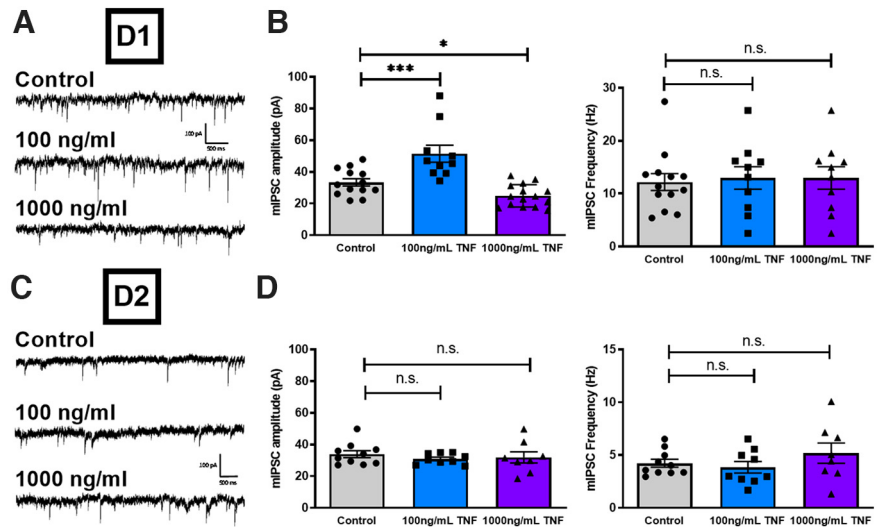 A
D1
Control
100 ng/ml
1000 ng/ml
100 pA
500 ms
B
*
***
mIPSC amplitude (pA)
100
80
60
40
20
0
Control
100ng/mL TNF
1000ng/mL TNF
n.s.
n.s.
mIPSC Frequency (Hz)
30
20
10
0
Control
100ng/mL TNF
1000ng/mL TNF
C
D2
Control
100 ng/ml
1000 ng/ml
100 pA
500 ms
D
n.s.
n.s.
mIPSC amplitude (pA)
100
80
60
40
20
0
Control
100ng/mL TNF
1000ng/mL TNF
n.s.
n.s.
mIPSC Frequency (Hz)
15
10
5
0
Control
100ng/mL TNF
1000ng/mL TNF